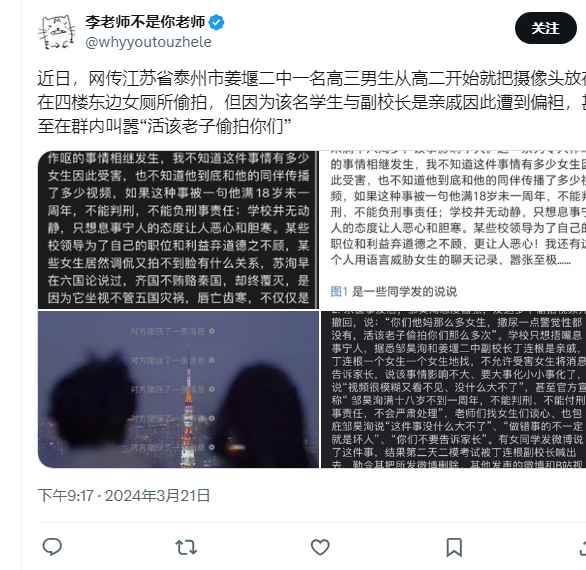 李老师不是你老师
@whyyoutouzhele
关注
近日，网传江苏省泰州市姜堰二中一名高三男生从高二开始就把摄像头放
在四楼东边女厕所偷拍，但因为该名学生与副校长是亲戚因此遭到偏袒，
至在群内叫嚣“活该老子偷拍你们”
作呕的事情相继发生，我不知道这件事情有多少
女生因此受害，也不知道他到底和他的同伴传播
了多少视频，如果这种事被一句他满18岁未一
周年，不能判刑，不能负刑事责任；学校并无动
静，只想息事宁人的态度让人恶心和胆寒。某些
校领导为了自己的职位和利益弃道德之不顾，某
些女生居然调侃又拍不到脸有什么关系，苏洵早
在六国论说过，齐国不贿赂秦国，却终覆灭，是
因为它坐视不管五国灾祸，唇亡齿寒，不仅仅是
的事情相继发生，我不知道这件事情有多少女生因
此受害，也不知道他到底和他的同伴传播了多少视
频，如果这种事被一句他满18岁未一周年，不能判
刑，不能负刑事责任；学校并无动静，只想息事宁
人的态度让人恶心和胆寒。某些校领导为了自己的
职位和利益弃道德之不顾，更让人恶心！我还有这
个人用语言威胁女生的聊天记录，嚣张至极……
图1 是一些同学发的说说
对方撤回了一条消息
对方撤回了一条消息
对方撤回了一条消息
对方撤回了一条消息
对方撤回了一条消息
撤回，说：“你们他妈那么多女生，撒尿一点警觉性都
没有，活该老子偷拍你们那么多次”。学校只想捂嘴息
事宁人，据悉邹昊洵和姜堰二中副校长丁连根是亲戚，
丁连根一个女生一个女生地找，不允许受害女生将消息
告诉家长，说该事情影响不大、要大事化小小事化了，
说“视频很模糊又看不见、没什么大不了”，甚至官方宣
称“ 邹昊洵满十八岁不到一周年，不能判刑、不能付刑
事责任，不会严肃处理”，老师们找女生们谈心、也包
庇邹昊洵说“这件事没什么大不了”、“做错事的不一定
就是坏人”、“你们不要告诉家长”。有女同学发微博说
了这件事，结果第二天二模考试被丁连根副校长喊出
去，勒令其把所发微博删除，其他发声的微博和B站视
下午9:17 · 2024年3月21日